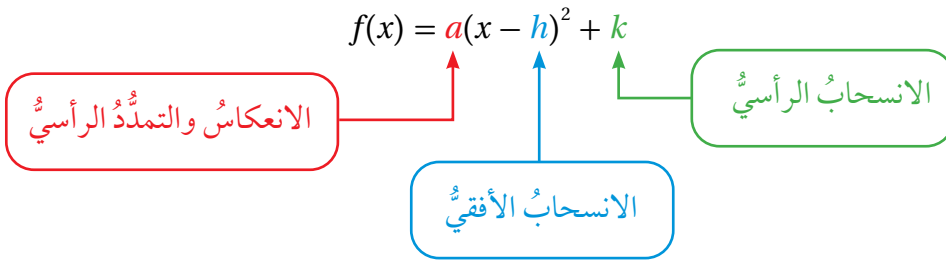 f(x) = a(x − h)² + k
الانسحابُ الرأسيُّ
الانعكاسُ والتمدُّدُ الرأسيُّ
الانسحابُ الأفقيُّ